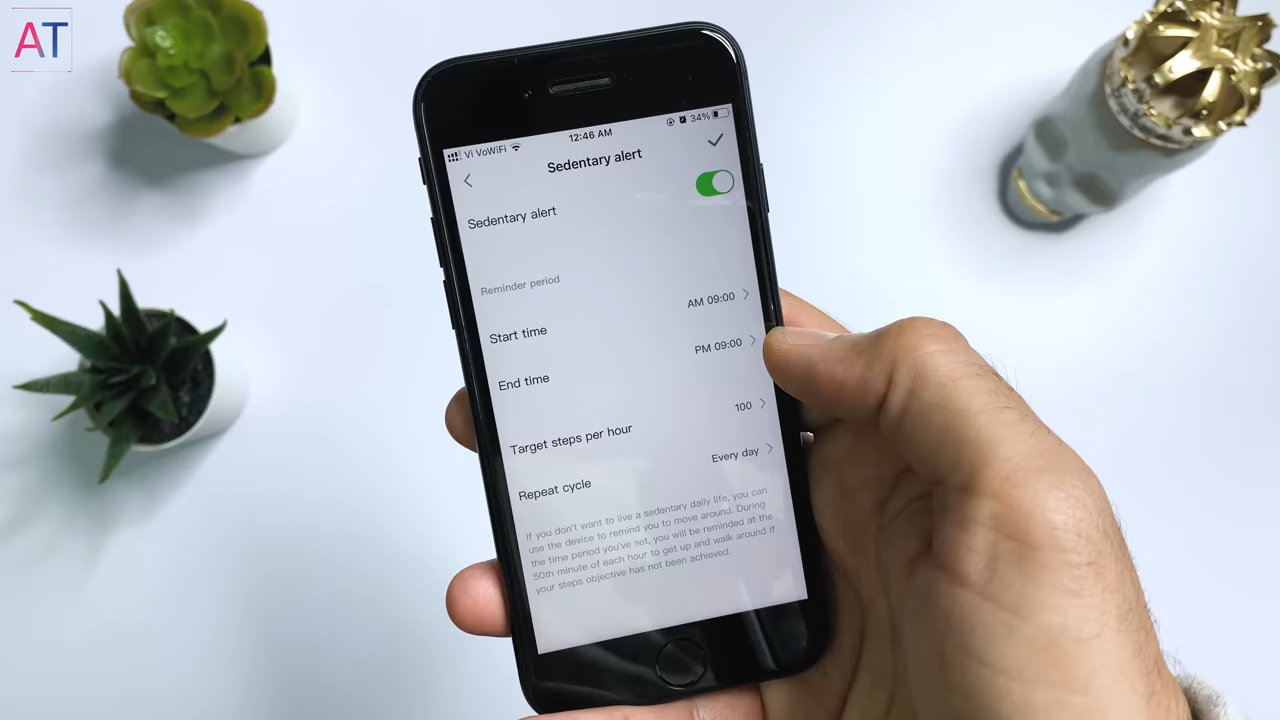 AT
Vi VoWiFi 12:46 AM 34%
Sedentary alert
Sedentary alert
Reminder period
Start time AM 09:00
End time PM 09:00
Target steps per hour 100
Repeat cycle Every day
If you don't want to live a sedentary daily life, you can
use the device to remind you to move around. During
the time period you've set, you will be reminded at the
50th minute of each hour to get up and walk around if
your steps objective has not been achieved.